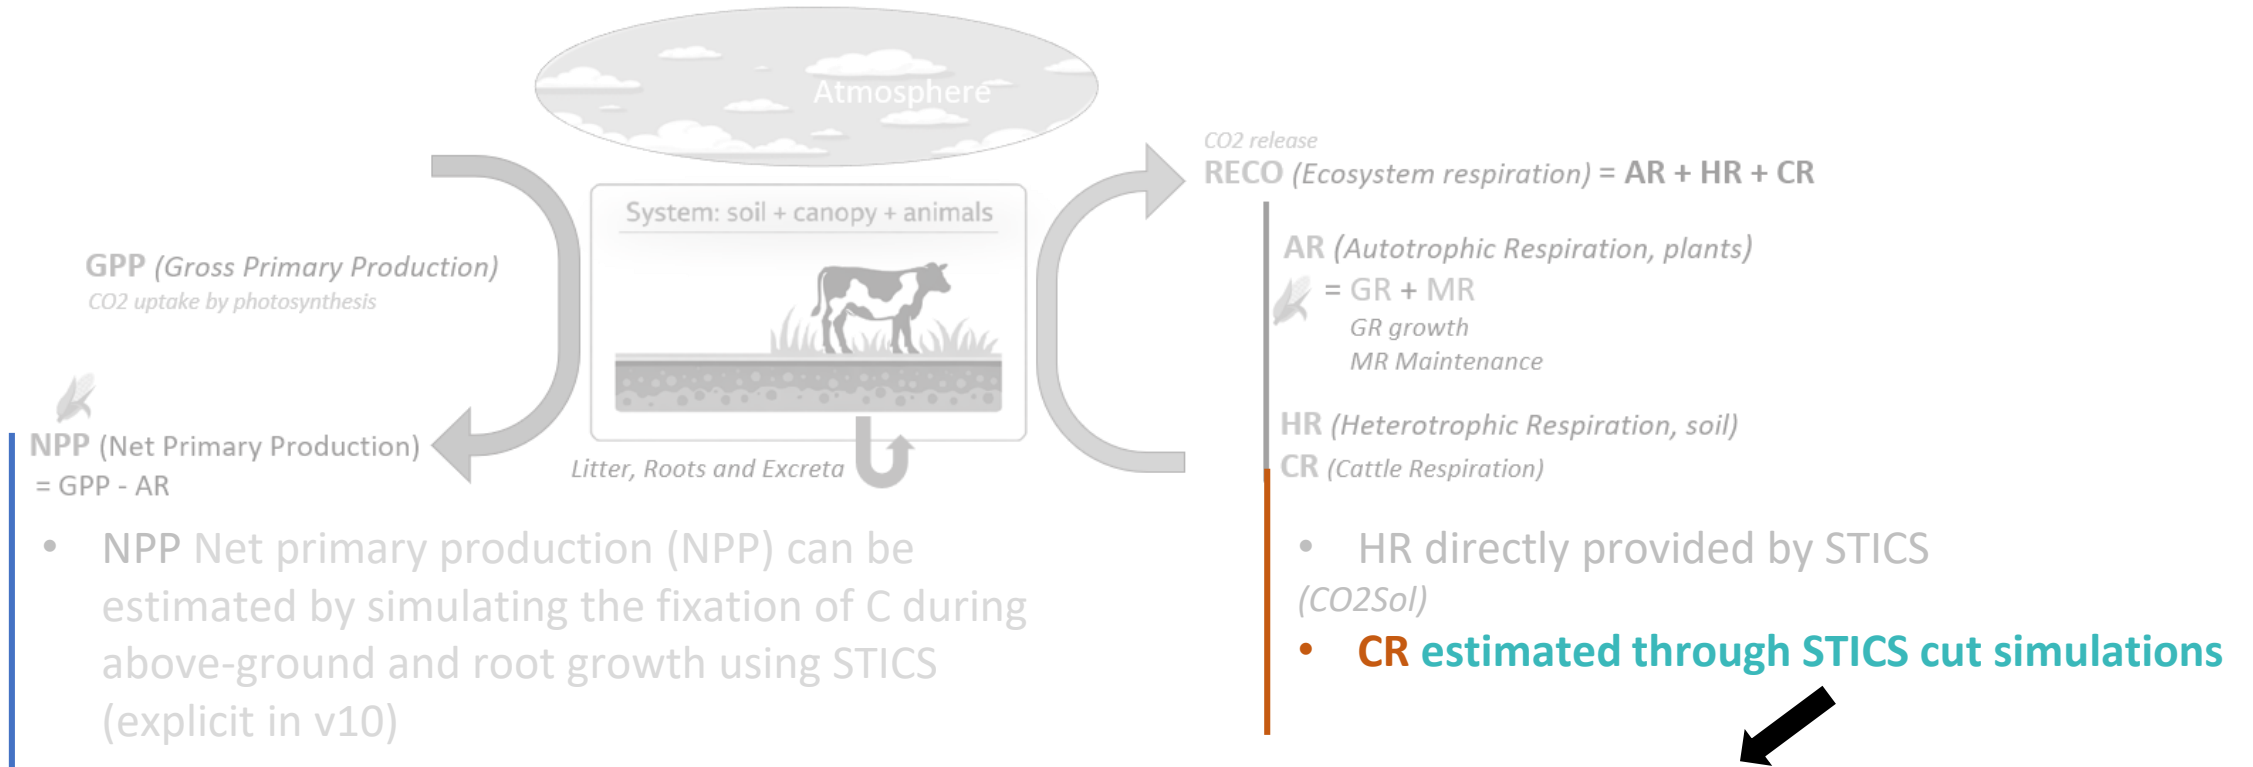 Atmosphere
System: soil + canopy + animals
GPP (Gross Primary Production)
CO2 uptake by photosynthesis
NPP (Net Primary Production)
= GPP - AR
Litter, Roots and Excreta
• NPP Net primary production (NPP) can be
estimated by simulating the fixation of C during
above-ground and root growth using STICS
(explicit in v10)
CO2 release
RECO (Ecosystem respiration) = AR + HR + CR
AR (Autotrophic Respiration, plants)
= GR + MR
GR growth
MR Maintenance
HR (Heterotrophic Respiration, soil)
CR (Cattle Respiration)
• HR directly provided by STICS
(CO2Sol)
• CR estimated through STICS cut simulations